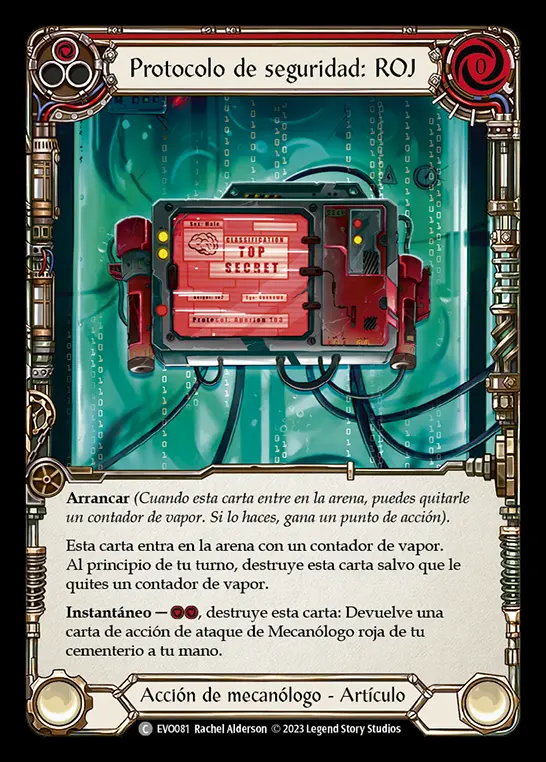 Protocolo de seguridad: ROJ
0
CLASSIFICATION
TOP
SECRET
Arrancar (Cuando esta carta entre en la arena, puedes quitarle
un contador de vapor. Si lo haces, gana un punto de acción).
Esta carta entra en la arena con un contador de vapor.
Al principio de tu turno, destruye esta carta salvo que le
quites un contador de vapor.
Instantáneo — , destruye esta carta: Devuelve una
carta de acción de ataque de Mecanólogo roja de tu
cementerio a tu mano.
Acción de mecanólogo - Artículo
C EVO081 Rachel Alderson © 2023 Legend Story Studios